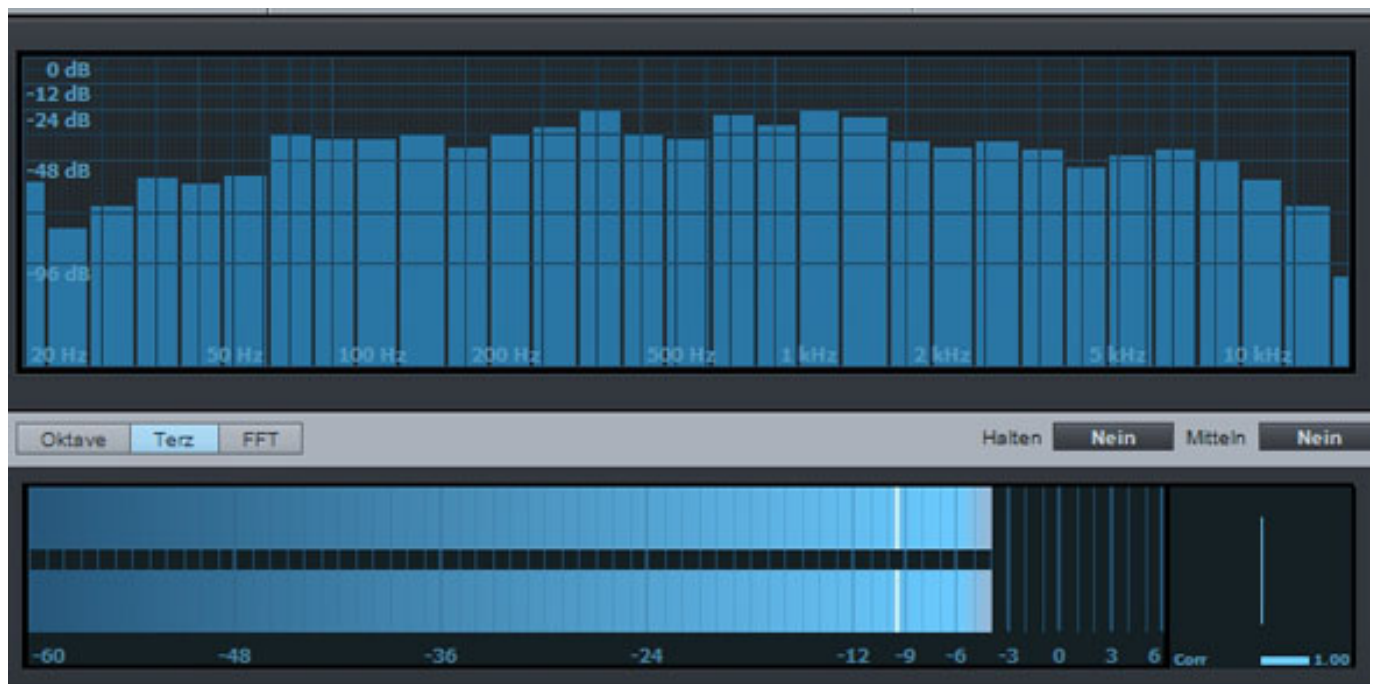 0 dB
-12 dB
-24 dB
-48 dB
-96 dB
20 Hz 50 Hz 100 Hz 200 Hz 500 Hz 1 kHz 2 kHz 5 kHz 10 kHz
Oktave Terz FFT Halten Nein Mitteln Nein
-60 -48 -36 -24 -12 -9 -6 -3 0 3 6 Corr 1.00